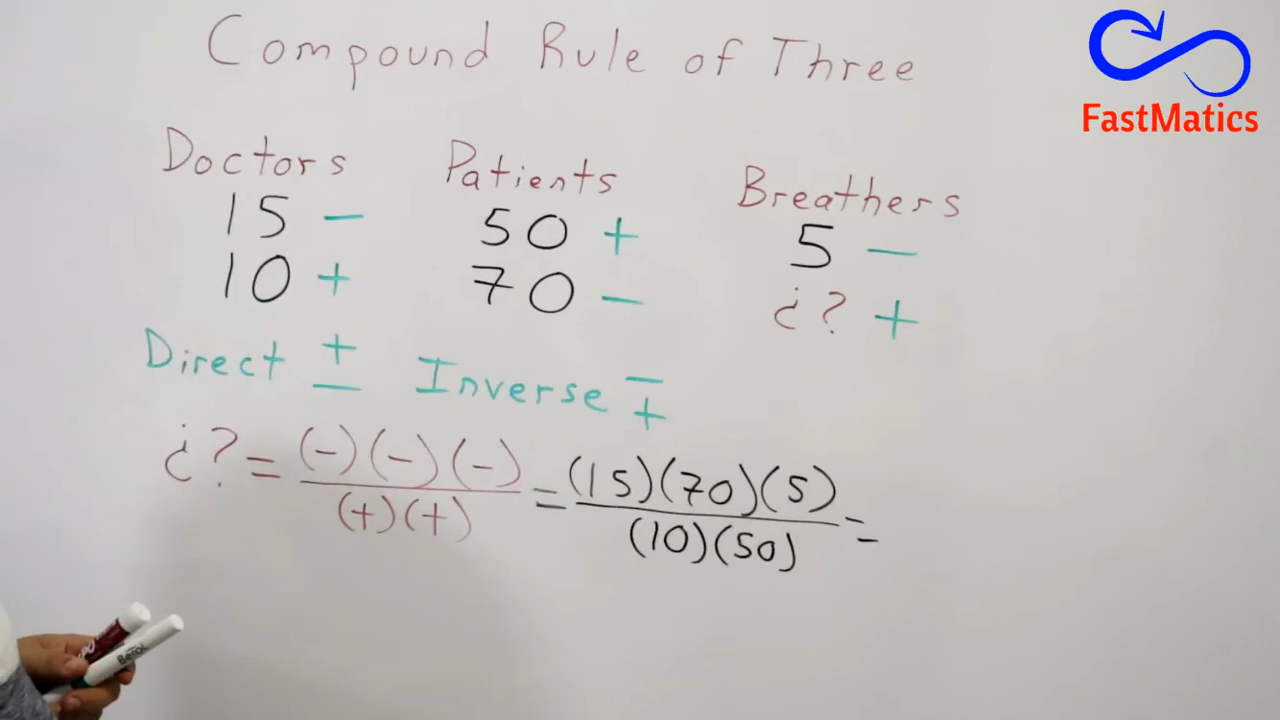 Compound Rule of Three
FastMatics
Doctors Patients Breathers
15 - 50 + 5 -
10 + 70 - ¿? +
Direct + - Inverse - +
¿? = (-)(-)(-) / (+)(+) = (15)(70)(5) / (10)(50) =
Berol